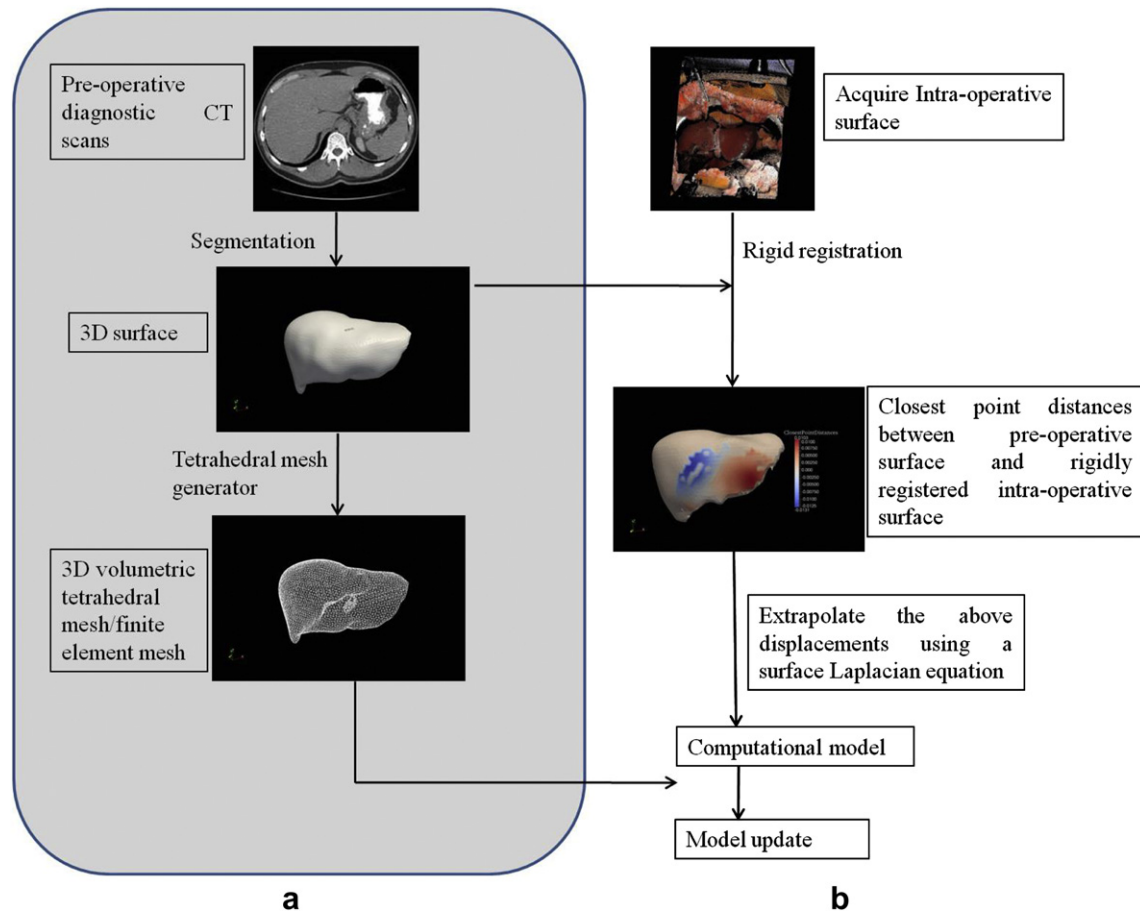 Pre-operative
diagnostic CT
scans
Segmentation
3D surface
Tetrahedral mesh
generator
3D volumetric
tetrahedral
mesh/finite
element mesh
a
Acquire Intra-operative
surface
Rigid registration
ClosestPointDistances
Closest point distances
between pre-operative
surface and rigidly
registered intra-operative
surface
Extrapolate the above
displacements using a
surface Laplacian equation
Computational model
Model update
b